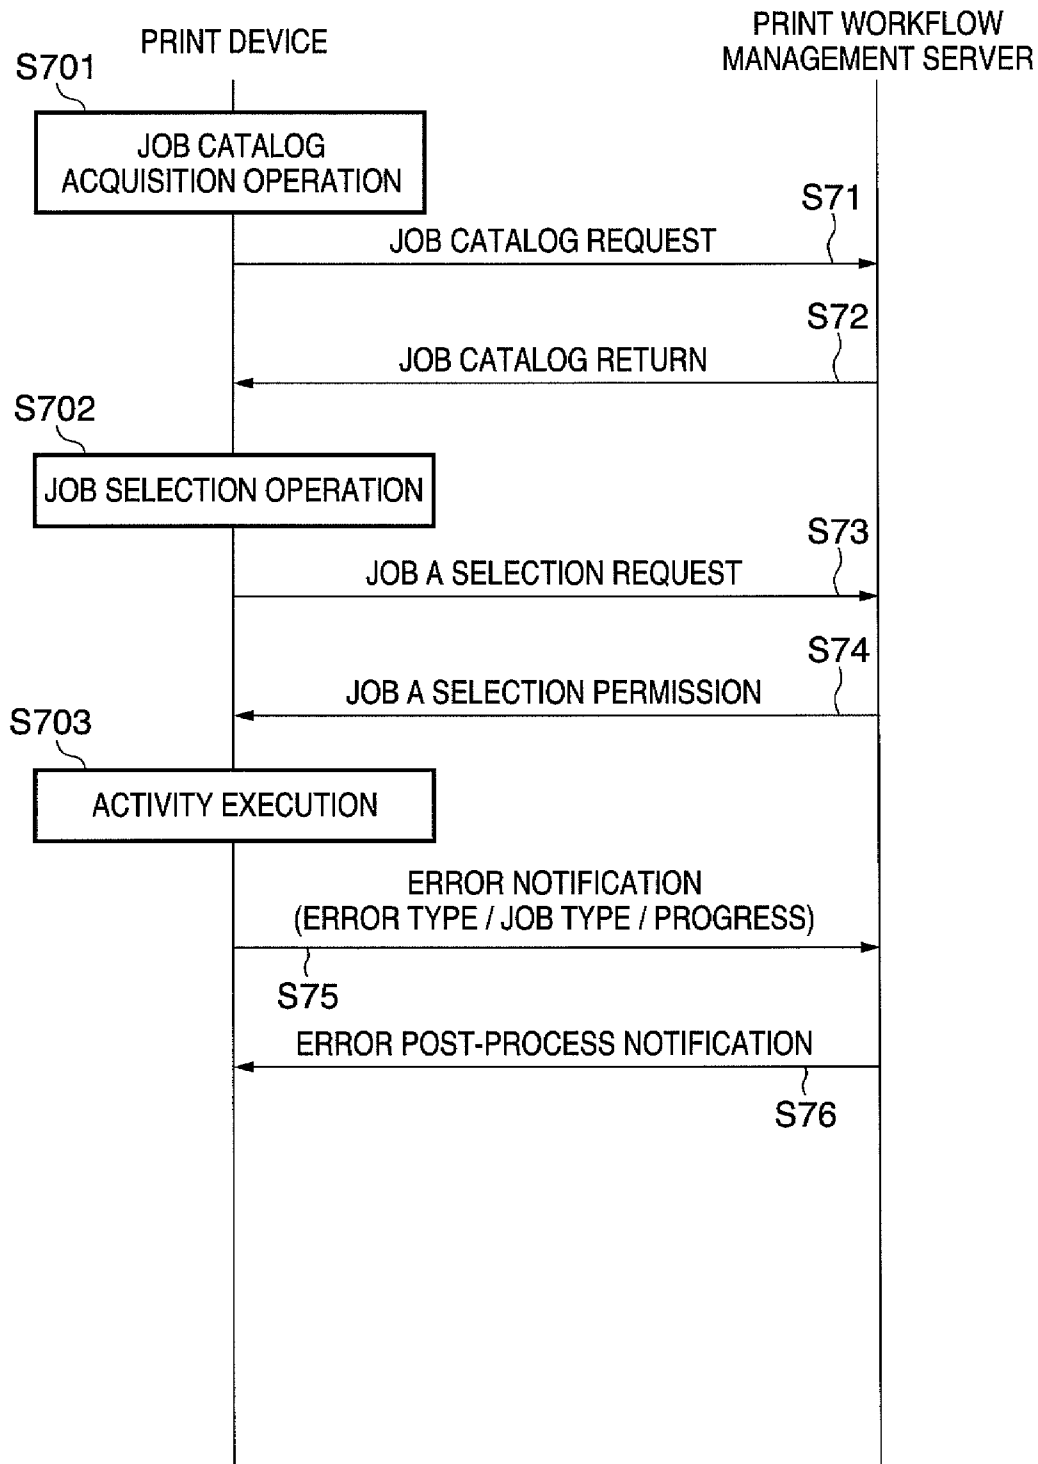 PRINT DEVICE
PRINT WORKFLOW
MANAGEMENT SERVER
S701
JOB CATALOG
ACQUISITION OPERATION
S71
JOB CATALOG REQUEST
S72
JOB CATALOG RETURN
S702
JOB SELECTION OPERATION
S73
JOB A SELECTION REQUEST
S74
JOB A SELECTION PERMISSION
S703
ACTIVITY EXECUTION
ERROR NOTIFICATION
(ERROR TYPE / JOB TYPE / PROGRESS)
S75
ERROR POST-PROCESS NOTIFICATION
S76